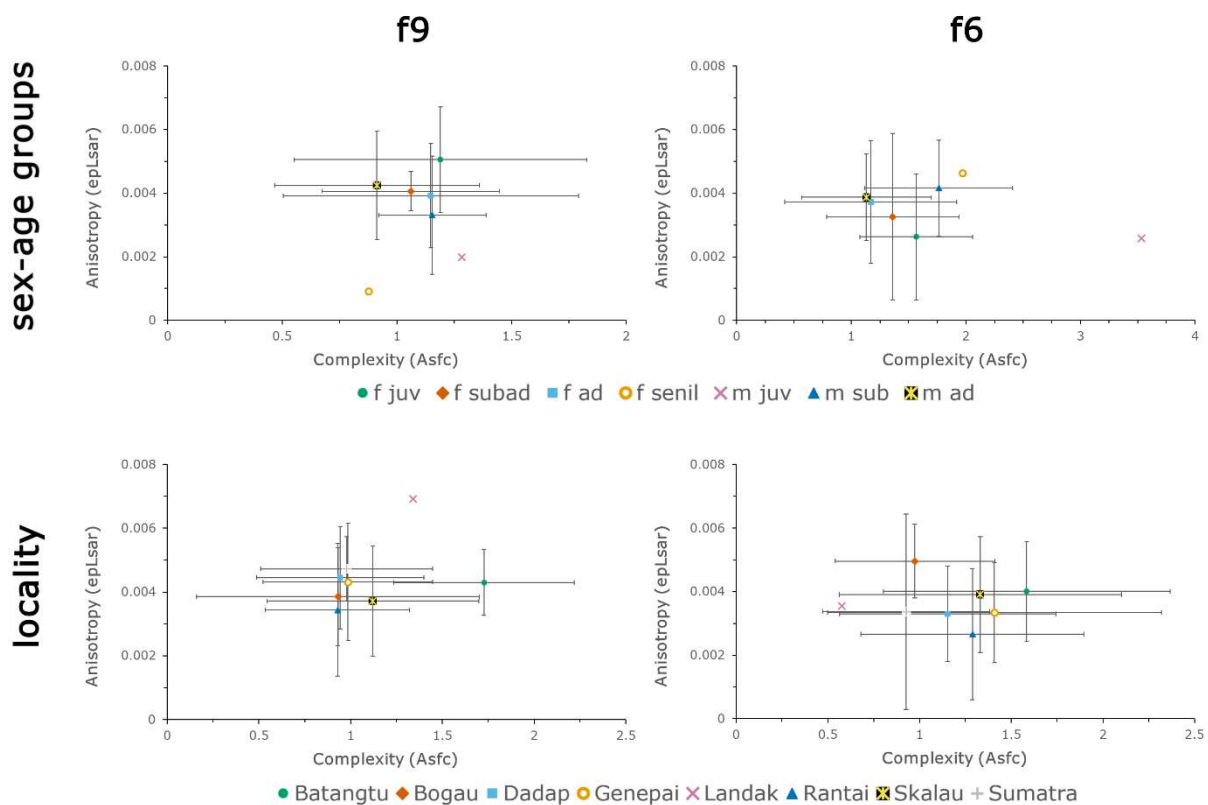 f9 f6
sex-age groups
Anisotropy (epLsar)
0.008
0.006
0.004
0.002
0
0 0.5 1 1.5 2
Complexity (Asfc)
Anisotropy (epLsar)
0.008
0.006
0.004
0.002
0
0 1 2 3 4
Complexity (Asfc)
f juv f subad f ad f senil m juv m sub m ad
locality
Anisotropy (epLsar)
0.008
0.006
0.004
0.002
0
0 0.5 1 1.5 2 2.5
Complexity (Asfc)
Anisotropy (epLsar)
0.008
0.006
0.004
0.002
0
0 0.5 1 1.5 2 2.5
Complexity (Asfc)
Batangtu Bogau Dadap Genepai Landak Rantai Skalau Sumatra